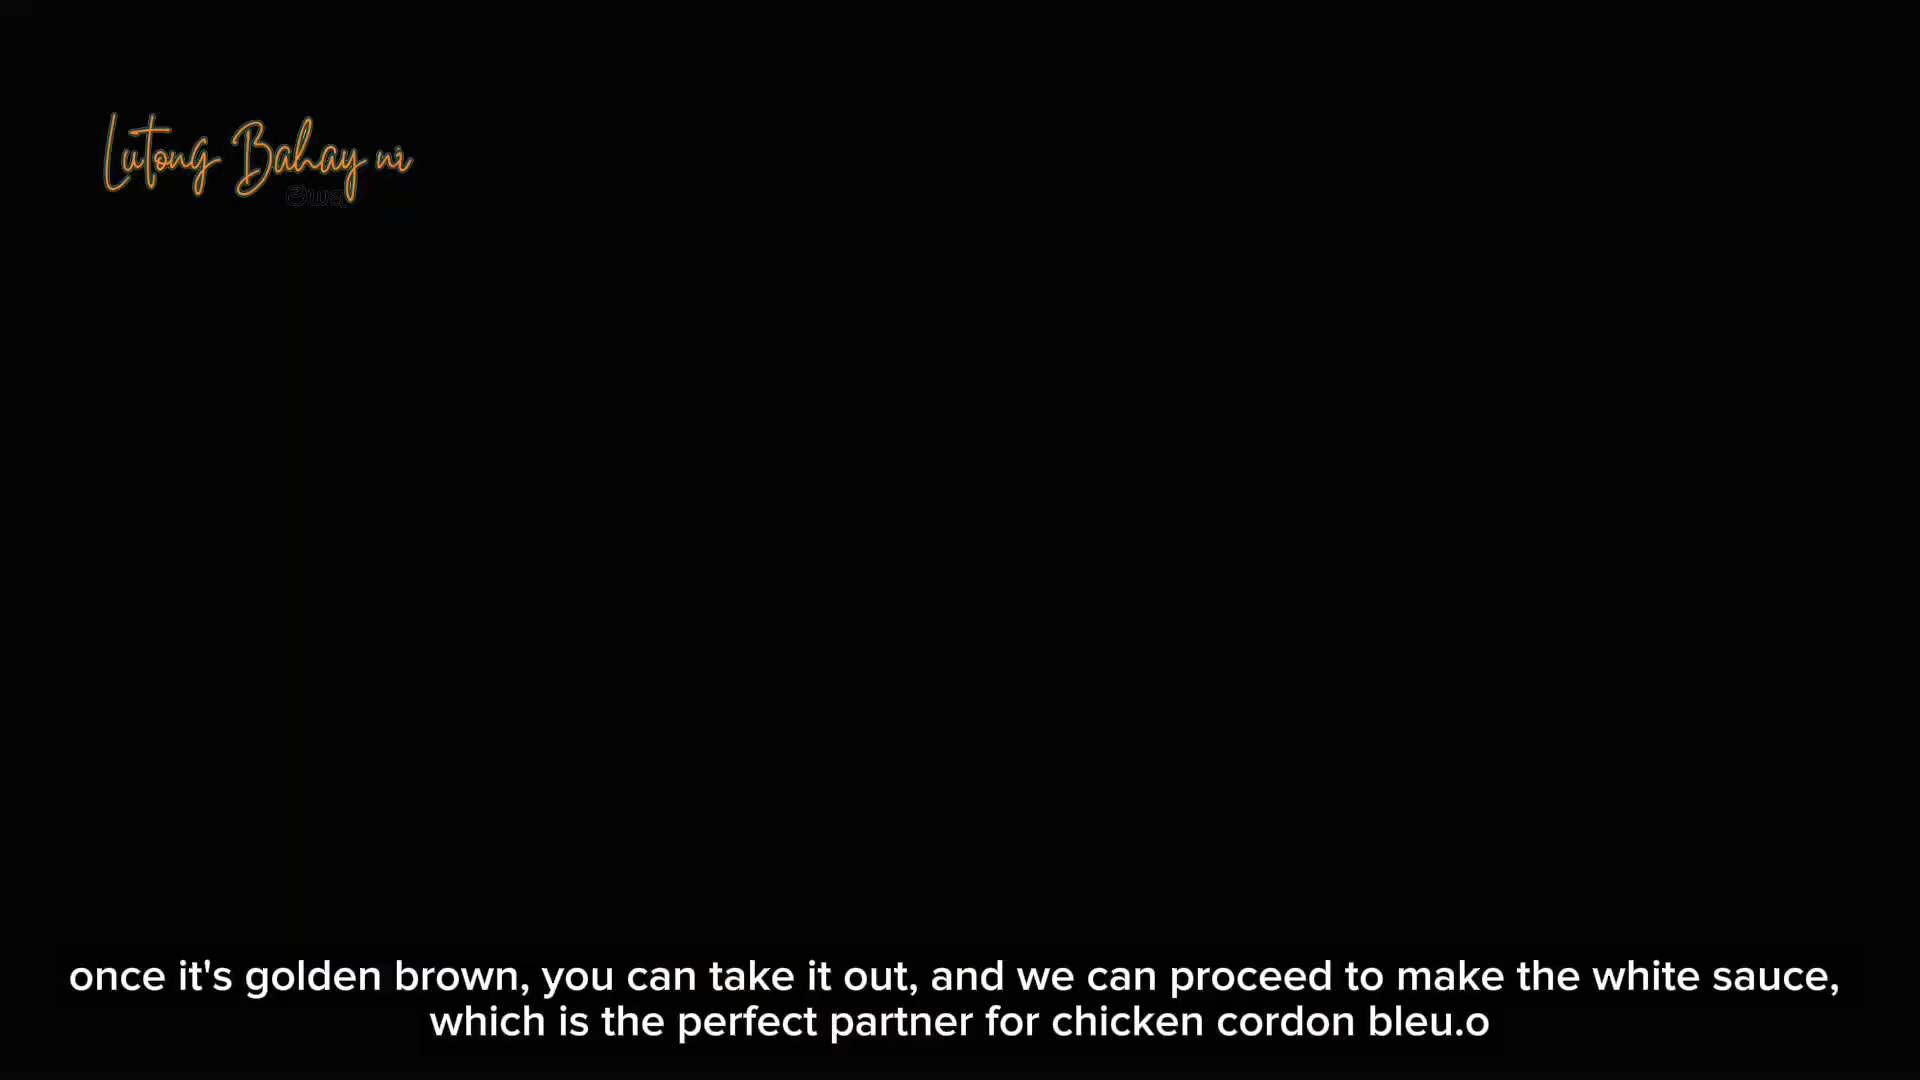 Lutong Bahay ni
once it's golden brown, you can take it out, and we can proceed to make the white sauce,
which is the perfect partner for chicken cordon bleu.o